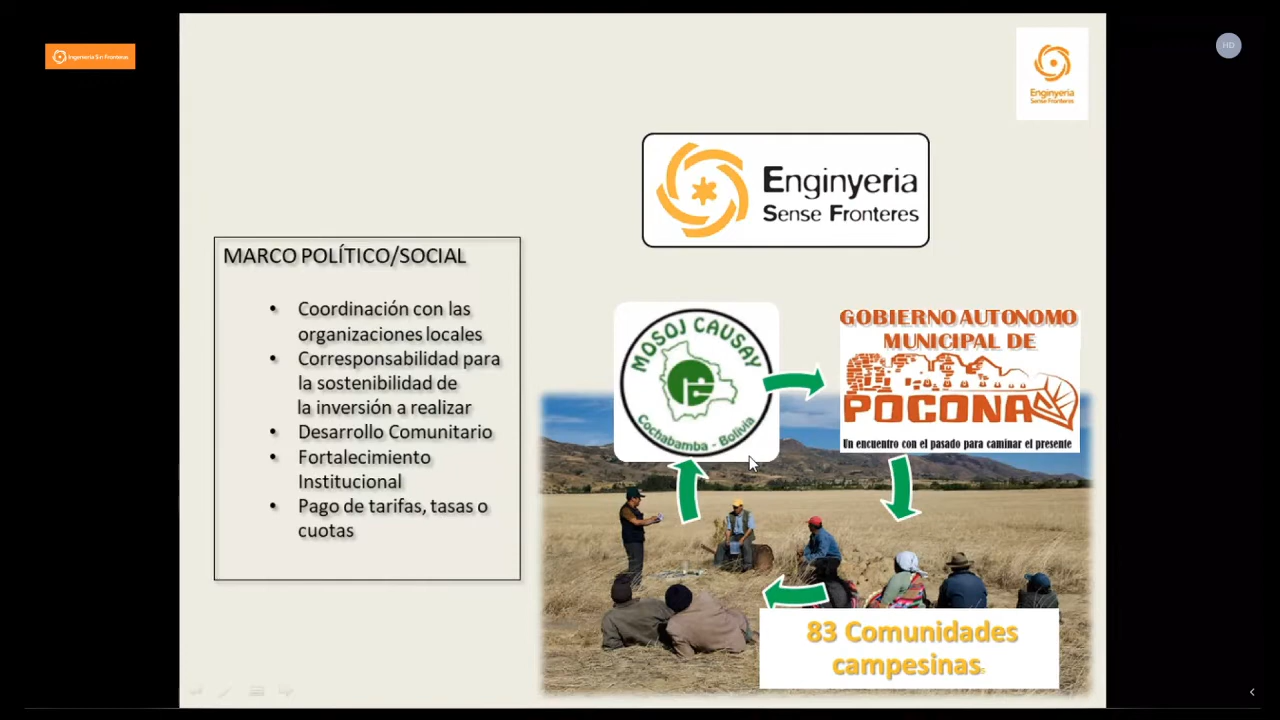 Ingeniería Sin Fronteras
HD
Enginyeria
Sense Fronteres
Enginyeria
Sense Fronteres
MARCO POLÍTICO/SOCIAL
• Coordinación con las
organizaciones locales
• Corresponsabilidad para
la sostenibilidad de
la inversión a realizar
• Desarrollo Comunitario
• Fortalecimiento
Institucional
• Pago de tarifas, tasas o
cuotas
MOSOJ CAUSAY
Cochabamba - Bolivia
GOBIERNO AUTONOMO
MUNICIPAL DE
POCONA
Un encuentro con el pasado para caminar el presente
83 Comunidades
campesinas